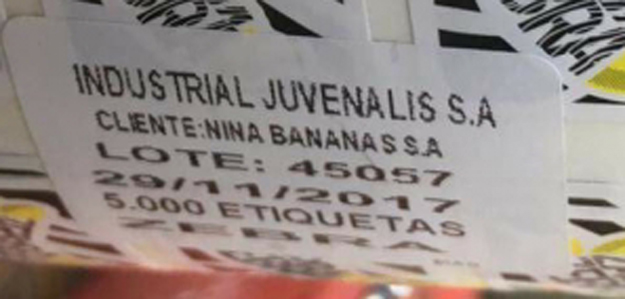 INDUSTRIAL JUVENALIS S.A
CLIENTE:NINA BANANAS S.A
LOTE: 45057
29/11/2017
5.000 ETIQUETAS
ZEBRA